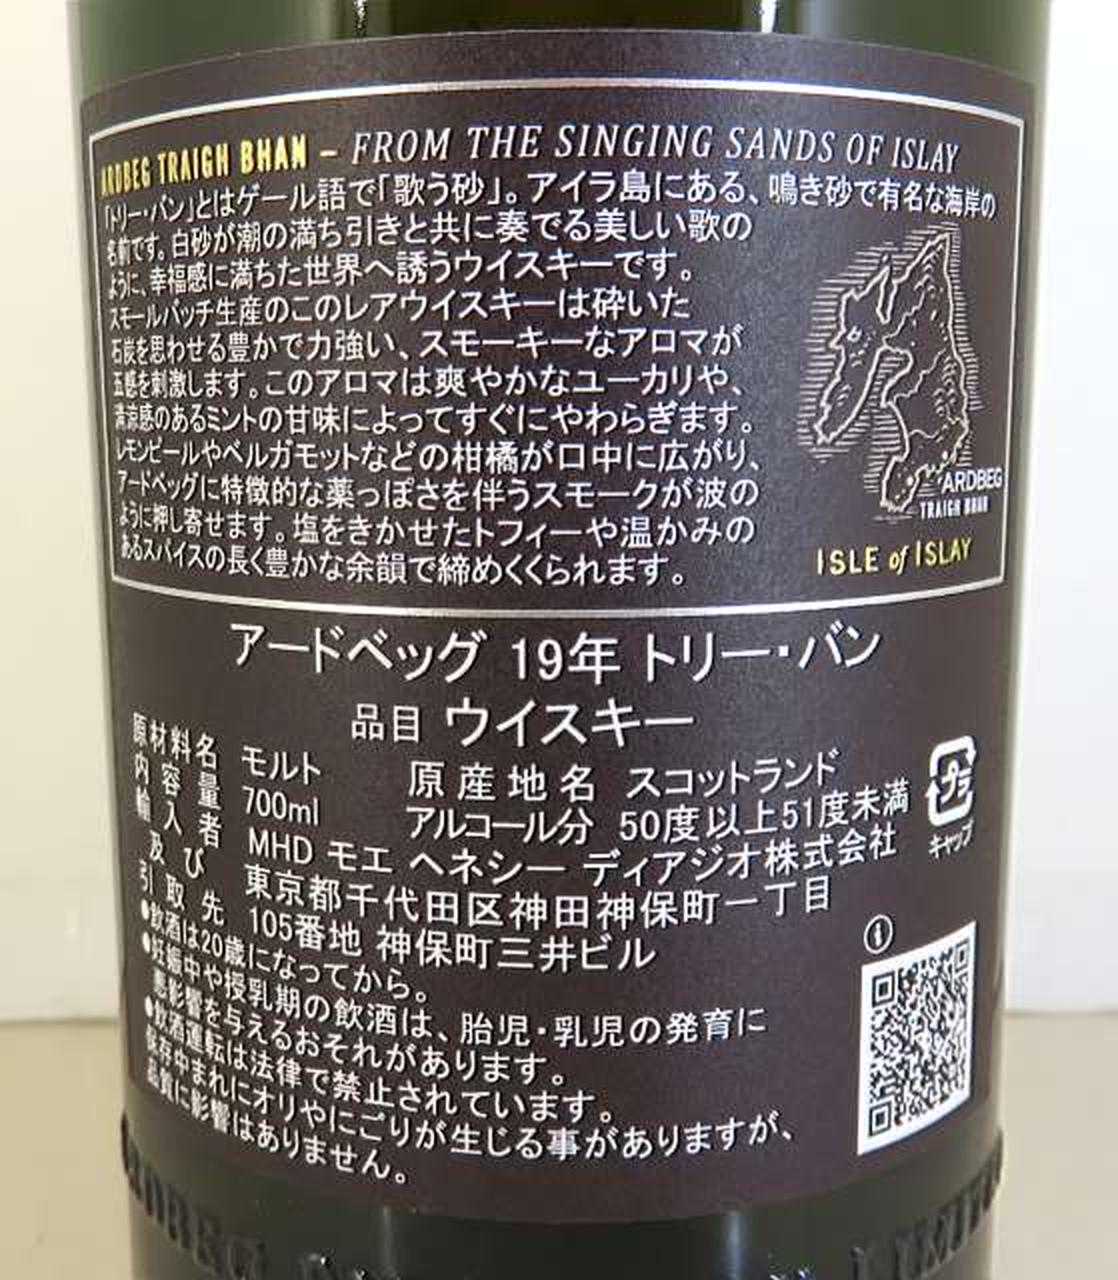 ARDBEG TRAIGH BHAN – FROM THE SINGING SANDS OF ISLAY
「トリー・バン」とはゲール語で「歌う砂」。アイラ島にある、鳴き砂で有名な海岸の
名前です。白砂が潮の満ち引きと共に奏でる美しい歌の
ように、幸福感に満ちた世界へ誘うウイスキーです。
スモールバッチ生産のこのレアウイスキーは砕いた
石炭を思わせる豊かで力強い、スモーキーなアロマが
五感を刺激します。このアロマは爽やかなユーカリや、
清涼感のあるミントの甘味によってすぐにやわらぎます。
レモンピールやベルガモットなどの柑橘が口中に広がり、
アードベッグに特徴的な薬っぽさを伴うスモークが波の
ように押し寄せます。塩をきかせたトフィーや温かみの
あるスパイスの長く豊かな余韻で締めくくられます。
ARDBEG
TRAIGH BHAN
ISLE of ISLAY
アードベッグ 19年 トリー・バン
品目 ウイスキー
原材料名 モルト 原産地名 スコットランド
内容量 700ml アルコール分 50度以上51度未満
輸入者 MHD モエ ヘネシー ディアジオ株式会社
及び 東京都千代田区神田神保町一丁目
引取先 105番地 神保町三井ビル
キャップ
プラ
●飲酒は20歳になってから。
●妊娠中や授乳期の飲酒は、胎児・乳児の発育に
悪影響を与えるおそれがあります。
●飲酒運転は法律で禁止されています。
保存中まれにオリやにごりが生じる事がありますが、
品質に影響はありません。